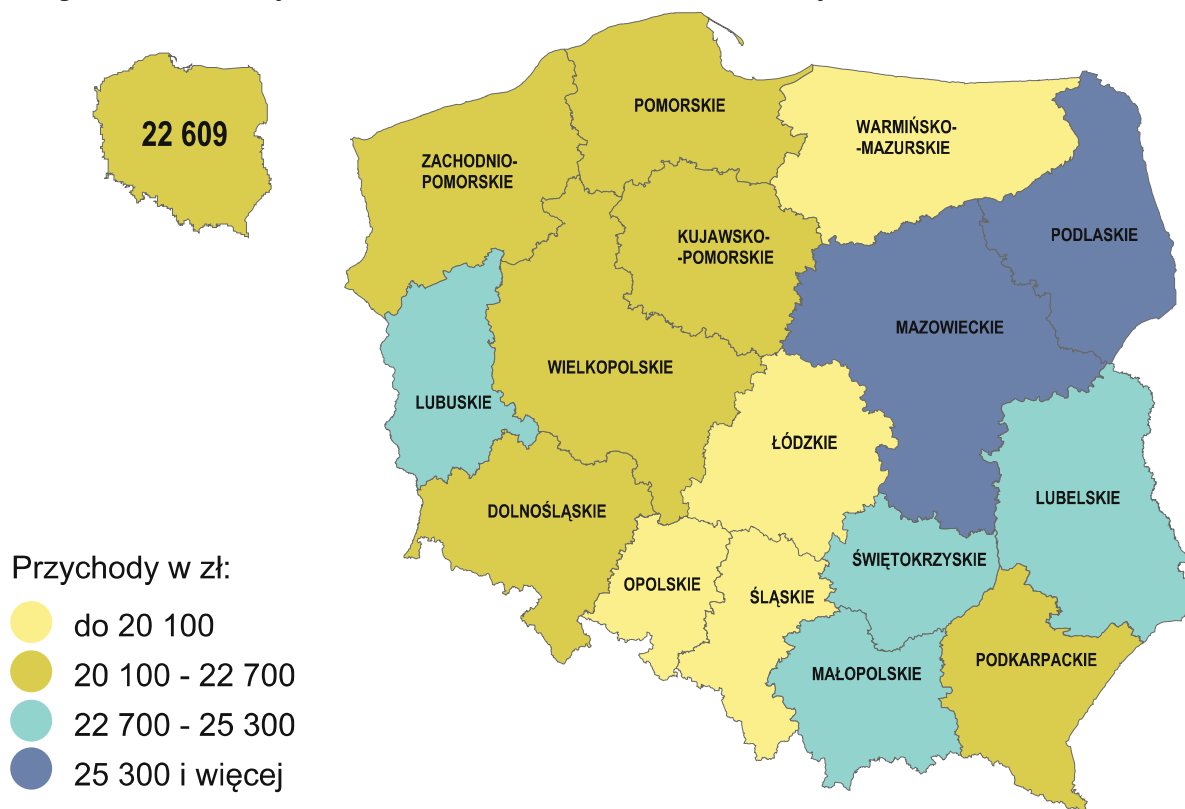 22 609
POMORSKIE
WARMIŃSKO-
-MAZURSKIE
ZACHODNIO-
POMORSKIE
KUJAWSKO-
-POMORSKIE
PODLASKIE
MAZOWIECKIE
WIELKOPOLSKIE
LUBUSKIE
ŁÓDZKIE
LUBELSKIE
DOLNOŚLĄSKIE
ŚWIĘTOKRZYSKIE
OPOLSKIE
ŚLĄSKIE
PODKARPACKIE
MAŁOPOLSKIE
Przychody w zł:
do 20 100
20 100 - 22 700
22 700 - 25 300
25 300 i więcej